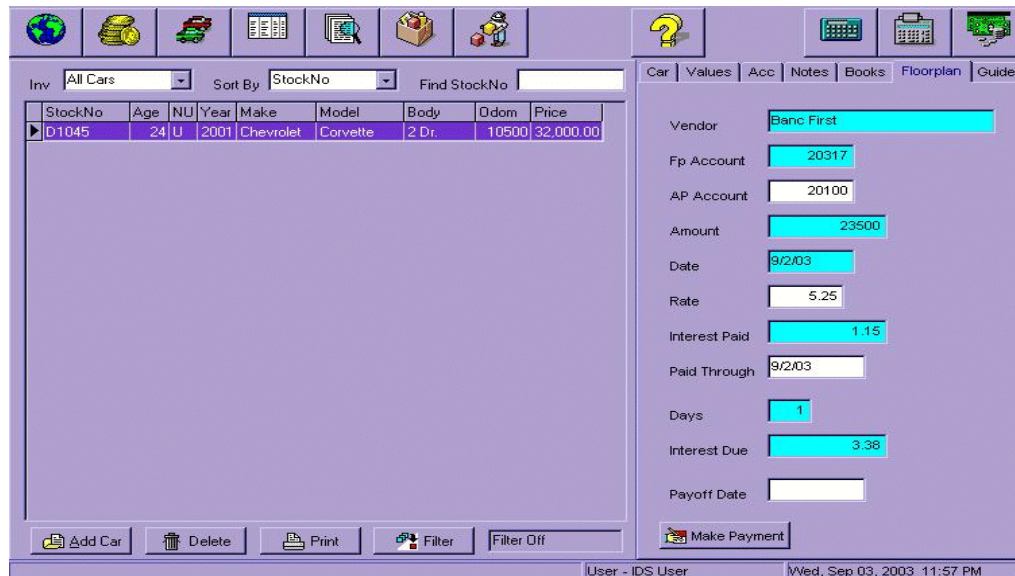 Inv All Cars Sort By StockNo Find StockNo
StockNo Age NU Year Make Model Body Odom Price
D1045 24 U 2001 Chevrolet Corvette 2 Dr. 10500 32,000.00
Add Car Delete Print Filter Filter Off
Car Values Acc Notes Books Floorplan Guide
Vendor Banc First
Fp Account 20317
AP Account 20100
Amount 23500
Date 9/2/03
Rate 5.25
Interest Paid 1.15
Paid Through 9/2/03
Days 1
Interest Due 3.38
Payoff Date
Make Payment
User - IDS User Wed, Sep 03, 2003 11:57 PM